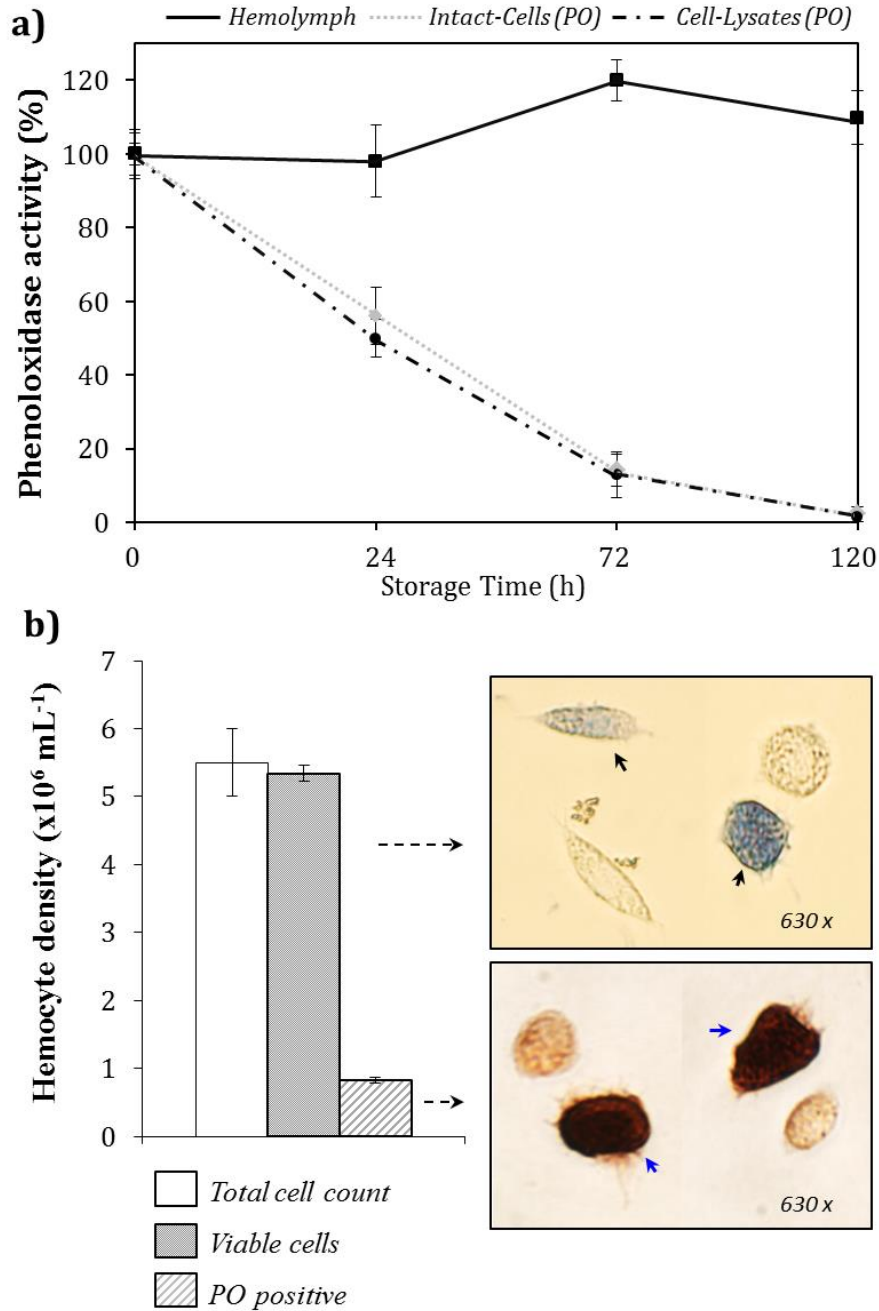 a)
Hemolymph Intact-Cells (PO) Cell-Lysates (PO)
Phenoloxidase activity (%)
120
100
80
60
40
20
0
0 24 72 120
Storage Time (h)
b)
Hemocyte density (x10⁶ mL⁻¹)
7
6
5
4
3
2
1
0
630 x
630 x
Total cell count
Viable cells
PO positive